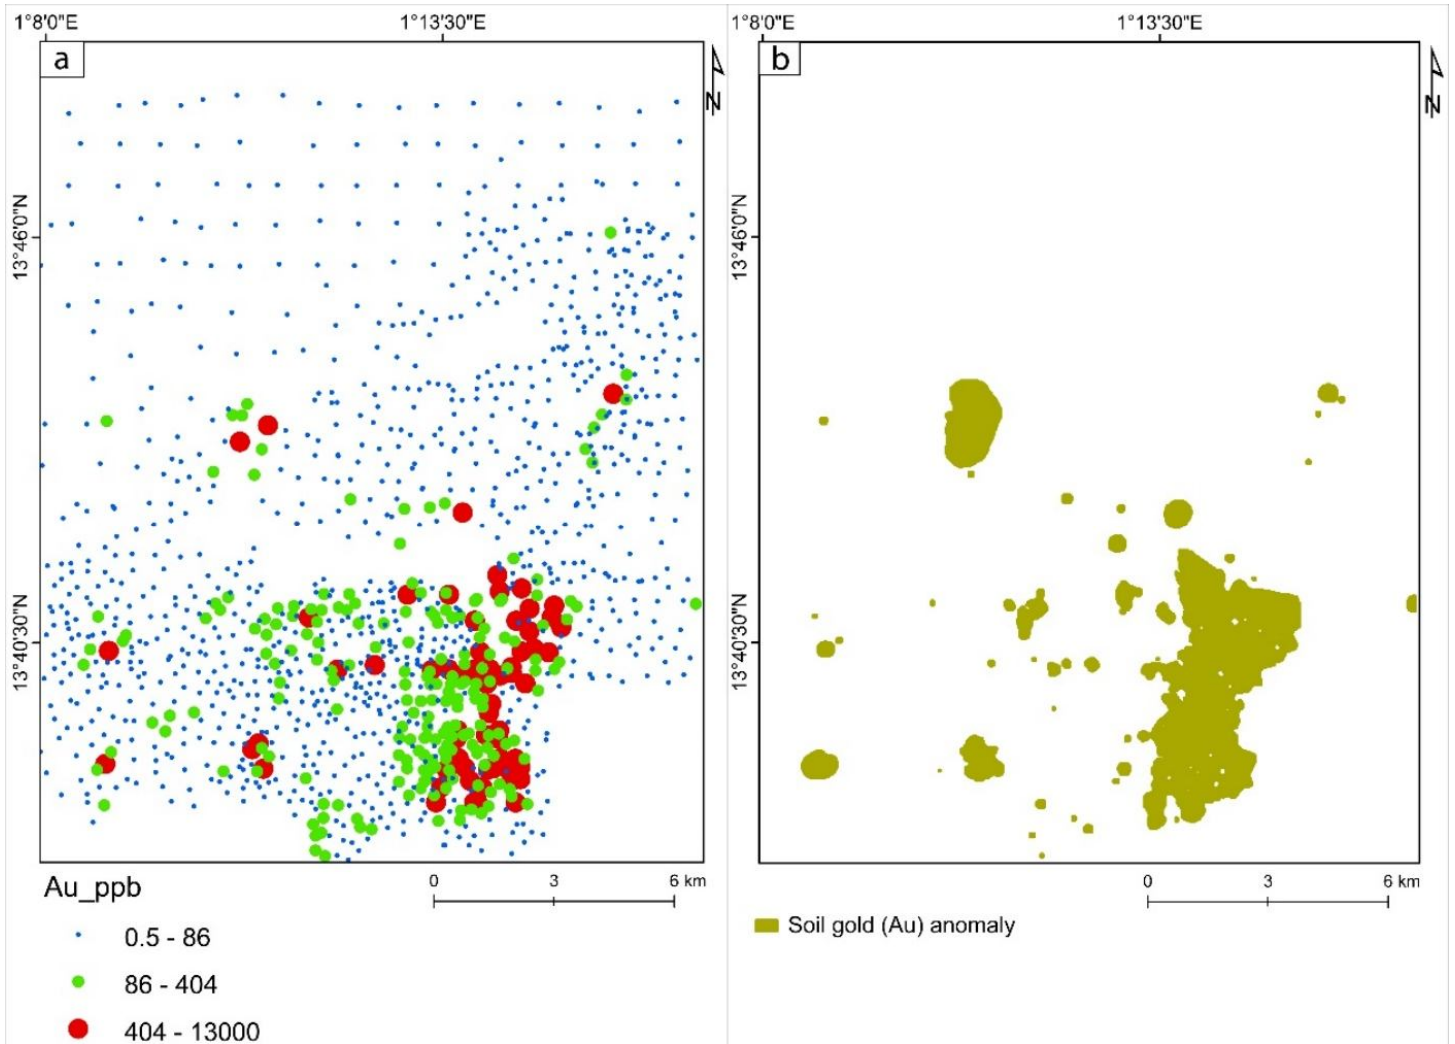 1°8'0"E 1°13'30"E 1°8'0"E 1°13'30"E
a b
N N
13°46'0"N 13°46'0"N
13°40'30"N 13°40'30"N
Au_ppb
0 3 6 km 0 3 6 km
0.5 - 86
86 - 404
404 - 13000
Soil gold (Au) anomaly